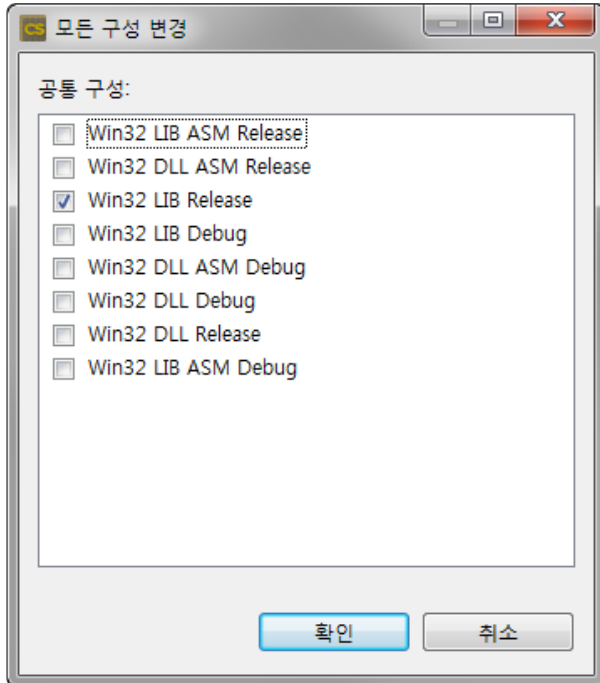 CS 모든 구성 변경
공통 구성:
Win32 LIB ASM Release
Win32 DLL ASM Release
Win32 LIB Release
Win32 LIB Debug
Win32 DLL ASM Debug
Win32 DLL Debug
Win32 DLL Release
Win32 LIB ASM Debug
확인 취소